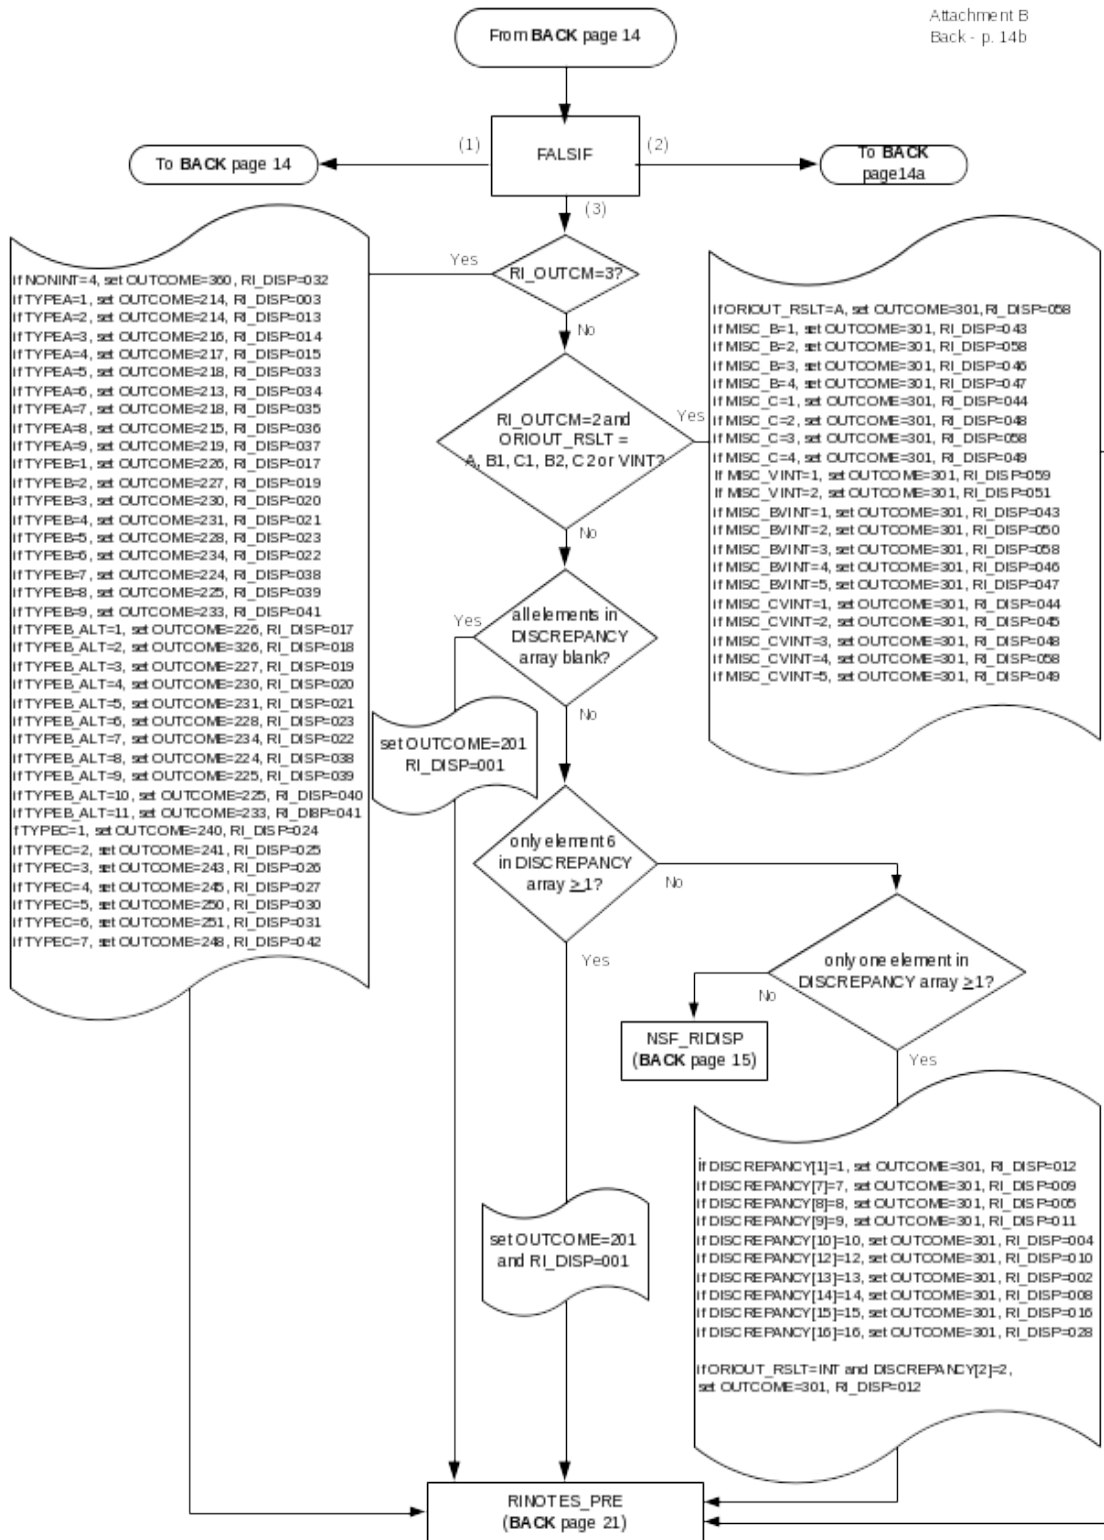 Attachment B
Back - p. 14b
From BACK page 14
(1)
FALSIF
(2)
To BACK page 14
To BACK
page14a
(3)
Yes
RI_OUTCM=3?
No
if NONINT=4, set OUTCOME=360, RI_DISP=032
if TYPEA=1, set OUTCOME=214, RI_DISP=003
if TYPEA=2, set OUTCOME=214, RI_DISP=013
if TYPEA=3, set OUTCOME=216, RI_DISP=014
if TYPEA=4, set OUTCOME=217, RI_DISP=015
if TYPEA=5, set OUTCOME=218, RI_DISP=033
if TYPEA=6, set OUTCOME=213, RI_DISP=034
if TYPEA=7, set OUTCOME=218, RI_DISP=035
if TYPEA=8, set OUTCOME=215, RI_DISP=036
if TYPEA=9, set OUTCOME=219, RI_DISP=037
if TYPEB=1, set OUTCOME=226, RI_DISP=017
if TYPEB=2, set OUTCOME=227, RI_DISP=019
if TYPEB=3, set OUTCOME=230, RI_DISP=020
if TYPEB=4, set OUTCOME=231, RI_DISP=021
if TYPEB=5, set OUTCOME=228, RI_DISP=023
if TYPEB=6, set OUTCOME=234, RI_DISP=022
if TYPEB=7, set OUTCOME=224, RI_DISP=038
if TYPEB=8, set OUTCOME=225, RI_DISP=039
if TYPEB=9, set OUTCOME=233, RI_DISP=041
if TYPEB_ALT=1, set OUTCOME=226, RI_DISP=017
if TYPEB_ALT=2, set OUTCOME=326, RI_DISP=018
if TYPEB_ALT=3, set OUTCOME=227, RI_DISP=019
if TYPEB_ALT=4, set OUTCOME=230, RI_DISP=020
if TYPEB_ALT=5, set OUTCOME=231, RI_DISP=021
if TYPEB_ALT=6, set OUTCOME=228, RI_DISP=023
if TYPEB_ALT=7, set OUTCOME=234, RI_DISP=022
if TYPEB_ALT=8, set OUTCOME=224, RI_DISP=038
if TYPEB_ALT=9, set OUTCOME=225, RI_DISP=039
if TYPEB_ALT=10, set OUTCOME=225, RI_DISP=040
if TYPEB_ALT=11, set OUTCOME=233, RI_DI8P=041
f TYPEC=1, set OUTCOME=240, RI_DISP=024
if TYPEC=2, set OUTCOME=241, RI_DISP=025
if TYPEC=3, set OUTCOME=243, RI_DISP=026
if TYPEC=4, set OUTCOME=245, RI_DISP=027
if TYPEC=5, set OUTCOME=250, RI_DISP=030
if TYPEC=6, set OUTCOME=251, RI_DISP=031
if TYPEC=7, set OUTCOME=248, RI_DISP=042
RI_OUTCM=2 and
ORIOUT_RSLT =
A, B1, C1, B2, C2 or VINT?
Yes
No
if ORIOUT_RSLT=A, set OUTCOME=301, RI_DISP=058
if MISC_B=1, set OUTCOME=301, RI_DISP=043
if MISC_B=2, set OUTCOME=301, RI_DISP=058
if MISC_B=3, set OUTCOME=301, RI_DISP=046
if MISC_B=4, set OUTCOME=301, RI_DISP=047
if MISC_C=1, set OUTCOME=301, RI_DISP=044
if MISC_C=2, set OUTCOME=301, RI_DISP=048
if MISC_C=3, set OUTCOME=301, RI_DISP=058
if MISC_C=4, set OUTCOME=301, RI_DISP=049
If MISC_VINT=1, set OUTCOME=301, RI_DISP=059
If MISC_VINT=2, set OUTCOME=301, RI_DISP=051
if MISC_BVINT=1, set OUTCOME=301, RI_DISP=043
if MISC_BVINT=2, set OUTCOME=301, RI_DISP=050
if MISC_BVINT=3, set OUTCOME=301, RI_DISP=058
if MISC_BVINT=4, set OUTCOME=301, RI_DISP=046
if MISC_BVINT=5, set OUTCOME=301, RI_DISP=047
if MISC_CVINT=1, set OUTCOME=301, RI_DISP=044
if MISC_CVINT=2, set OUTCOME=301, RI_DISP=045
if MISC_CVINT=3, set OUTCOME=301, RI_DISP=048
if MISC_CVINT=4, set OUTCOME=301, RI_DISP=058
if MISC_CVINT=5, set OUTCOME=301, RI_DISP=049
Yes
all elements in
DISCREPANCY
array blank?
No
set OUTCOME=201
RI_DISP=001
only element 6
in DISCREPANCY
array ≥1?
No
Yes
only one element in
DISCREPANCY array ≥1?
No
Yes
NSF_RIDISP
(BACK page 15)
set OUTCOME=201
and RI_DISP=001
if DISCREPANCY[1]=1, set OUTCOME=301, RI_DISP=012
if DISCREPANCY[7]=7, set OUTCOME=301, RI_DISP=009
if DISCREPANCY[8]=8, set OUTCOME=301, RI_DISP=005
if DISCREPANCY[9]=9, set OUTCOME=301, RI_DISP=011
if DISCREPANCY[10]=10, set OUTCOME=301, RI_DISP=004
if DISCREPANCY[12]=12, set OUTCOME=301, RI_DISP=010
if DISCREPANCY[13]=13, set OUTCOME=301, RI_DISP=002
if DISCREPANCY[14]=14, set OUTCOME=301, RI_DISP=008
if DISCREPANCY[15]=15, set OUTCOME=301, RI_DISP=016
if DISCREPANCY[16]=16, set OUTCOME=301, RI_DISP=028
if ORIOUT_RSLT=INT and DISCREPANCY[2]=2,
set OUTCOME=301, RI_DISP=012
RINOTES_PRE
(BACK page 21)